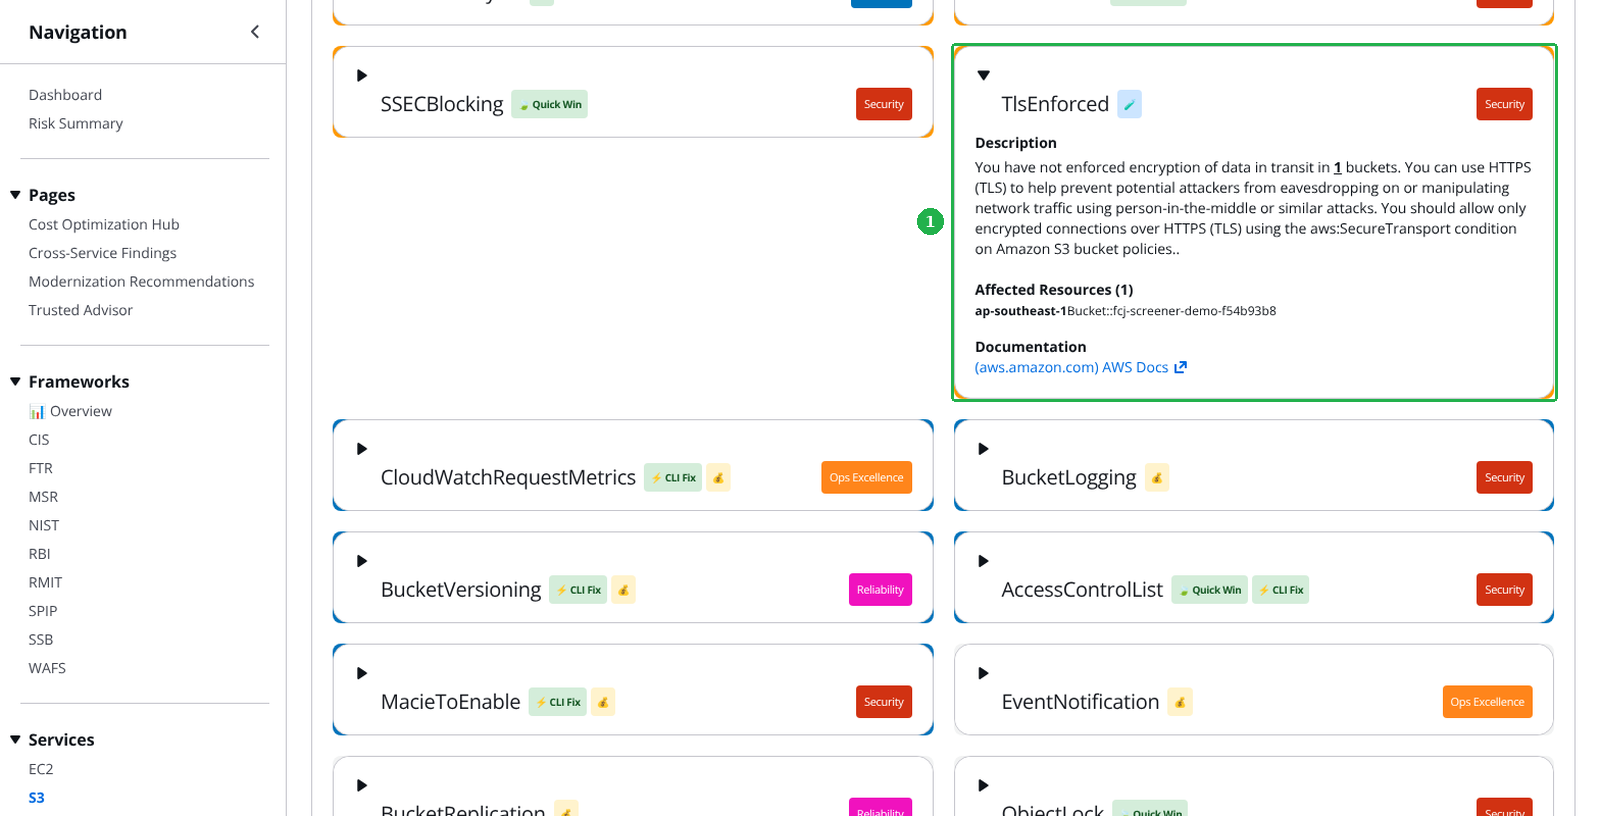 Navigation
Dashboard
Risk Summary
Pages
Cost Optimization Hub
Cross-Service Findings
Modernization Recommendations
Trusted Advisor
Frameworks
Overview
CIS
FTR
MSR
NIST
RBI
RMIT
SPIP
SSB
WAFS
Services
EC2
S3
SSECBlocking Quick Win Security
1
TlsEnforced Security
Description
You have not enforced encryption of data in transit in 1 buckets. You can use HTTPS
(TLS) to help prevent potential attackers from eavesdropping on or manipulating
network traffic using person-in-the-middle or similar attacks. You should allow only
encrypted connections over HTTPS (TLS) using the aws:SecureTransport condition
on Amazon S3 bucket policies..
Affected Resources (1)
ap-southeast-1Bucket::fcj-screener-demo-f54b93b8
Documentation
(aws.amazon.com) AWS Docs
CloudWatchRequestMetrics CLI Fix Ops Excellence
BucketLogging Security
BucketVersioning CLI Fix Reliability
AccessControlList Quick Win CLI Fix Security
MacieToEnable CLI Fix Security
EventNotification Ops Excellence
BucketReplication Reliability
ObjectLock Quick Win Security